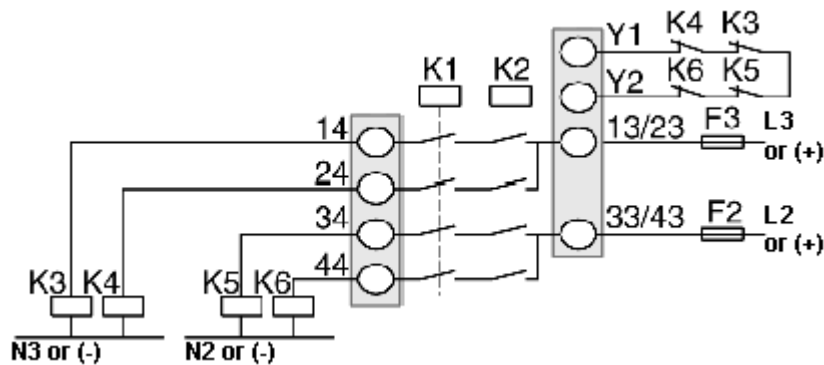 Y1 K4 K3
K1 K2 Y2 K6 K5
14 13/23 F3 L3
or (+)
24
34 33/43 F2 L2
or (+)
44
K3 K4 K5 K6
N3 or (-) N2 or (-)